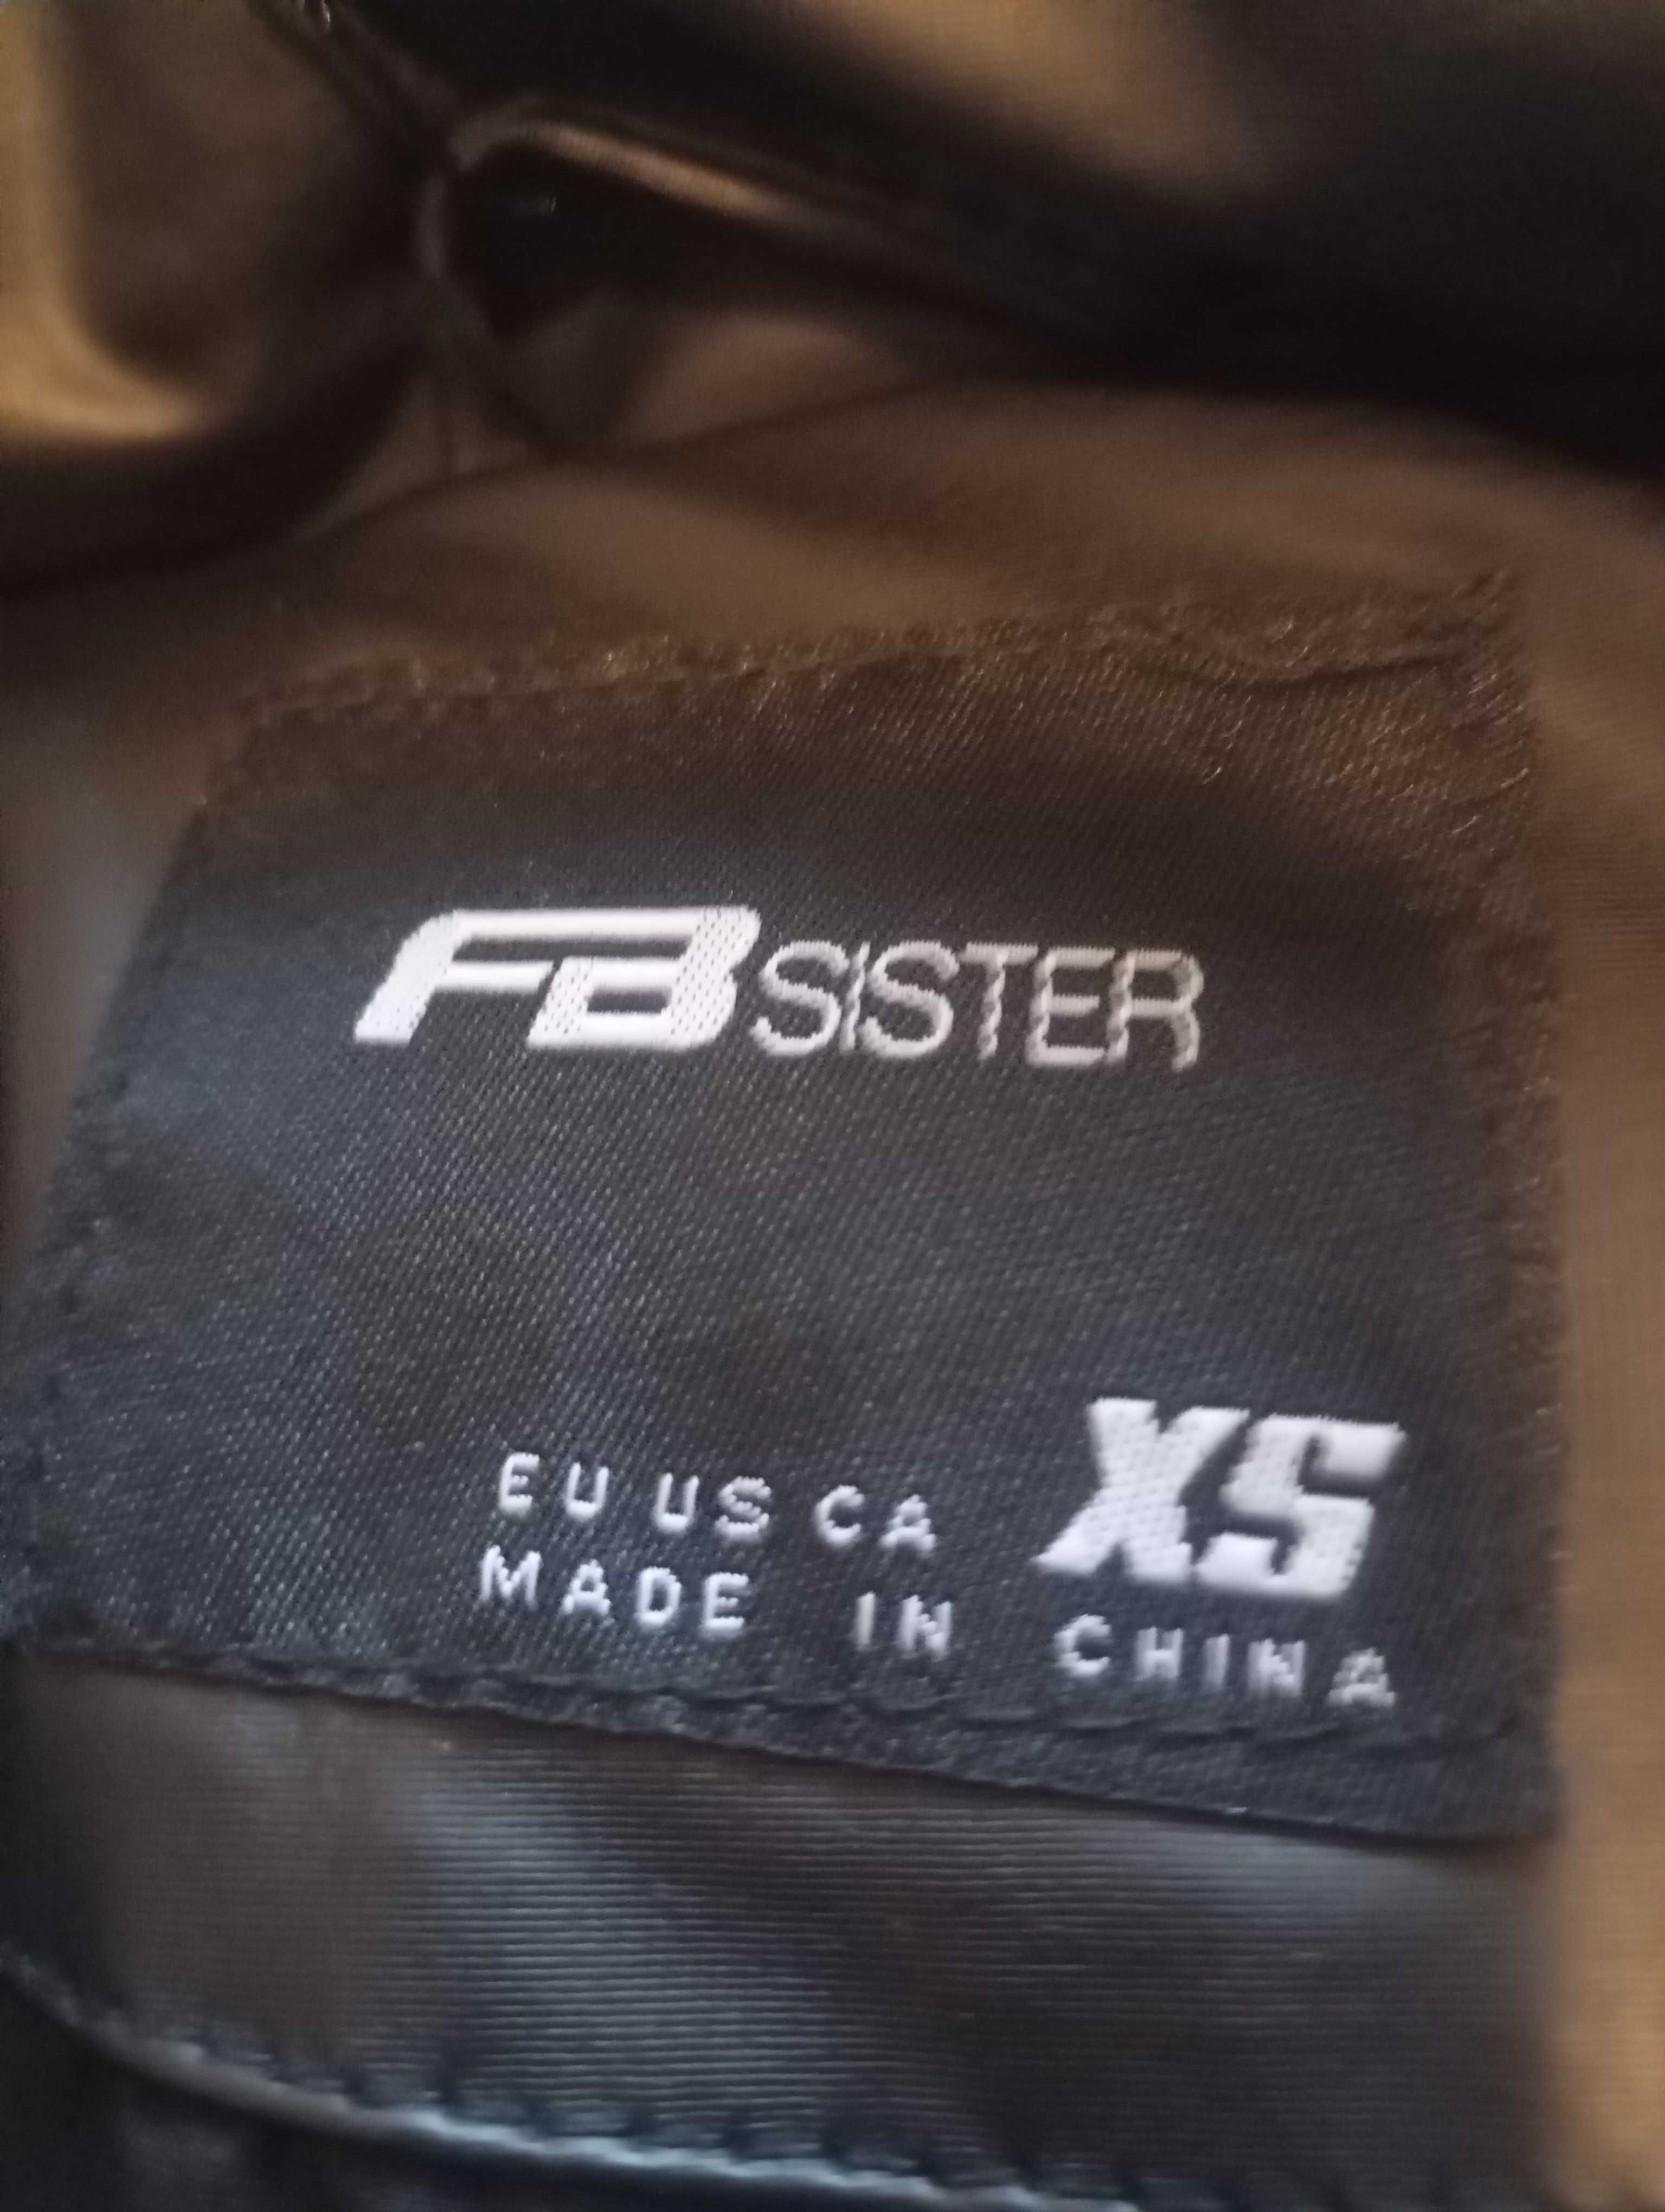 FB SISTER
EU US CA XS
MADE IN CHINA